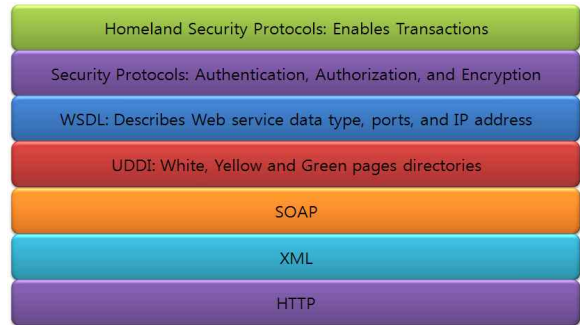 Homeland Security Protocols: Enables Transactions
Security Protocols: Authentication, Authorization, and Encryption
WSDL: Describes Web service data type, ports, and IP address
UDDI: White, Yellow and Green pages directories
SOAP
XML
HTTP